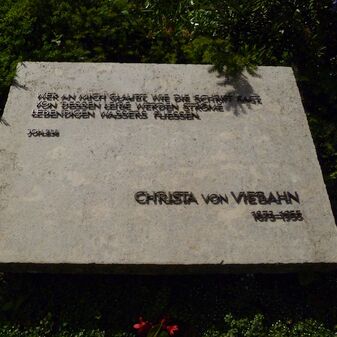 WER AN MICH GLAUBT, WIE DIE SCHRIFT SAGT,
VON DESSEN LEIBE WERDEN STRÖME
LEBENDIGEN WASSERS FLIESSEN.
JOH. 7,38
CHRISTA VON VIEBAHN
1873–1955